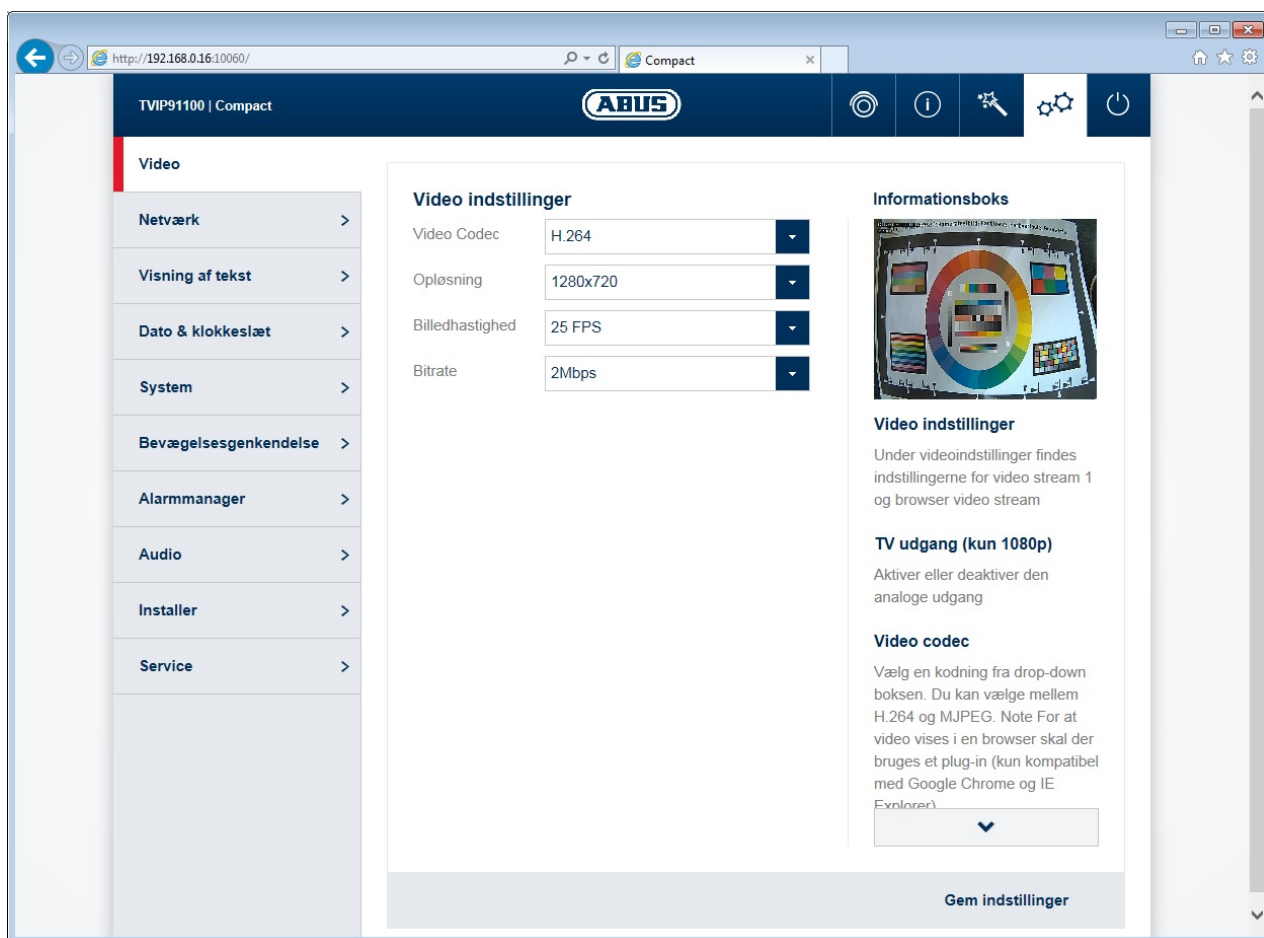 http://192.168.0.16:10060/
Compact
TVIP91100 | Compact
ABUS
Video
Netværk
Visning af tekst
Dato & klokkeslæt
System
Bevægelsesgenkendelse
Alarmmanager
Audio
Installer
Service
Video indstillinger
Video Codec
H.264
Opløsning
1280x720
Billedhastighed
25 FPS
Bitrate
2Mbps
Informationsboks
Video indstillinger
Under videoindstillinger findes
indstillingerne for video stream 1
og browser video stream
TV udgang (kun 1080p)
Aktiver eller deaktiver den
analoge udgang
Video codec
Vælg en kodning fra drop-down
boksen. Du kan vælge mellem
H.264 og MJPEG. Note For at
video vises i en browser skal der
bruges et plug-in (kun kompatibel
med Google Chrome og IE
Explorer)
Gem indstillinger